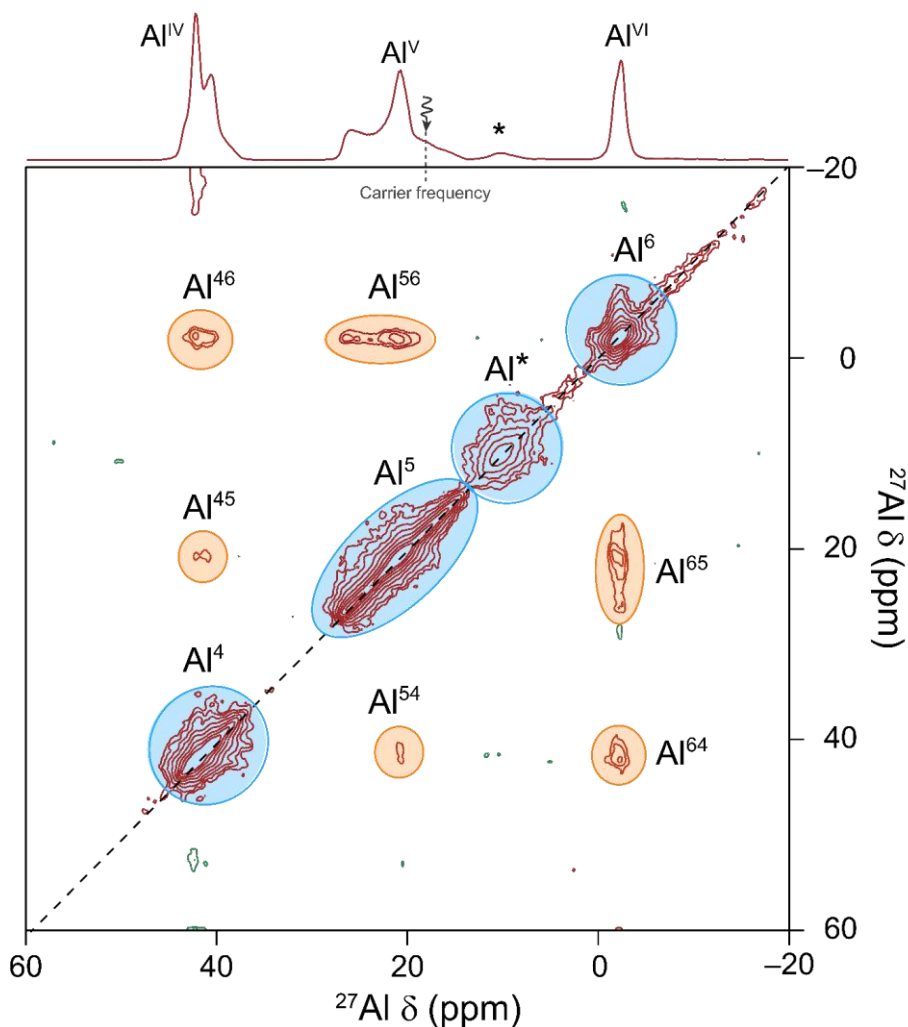 Al^IV
Al^V
Al^VI
*
Carrier frequency
–20
Al^46
Al^56
Al^6
0
Al*
Al^5
Al^45
20
Al^65
Al^4
Al^54
Al^64
40
60
60
40
20
0
–20
^27Al δ (ppm)
^27Al δ (ppm)